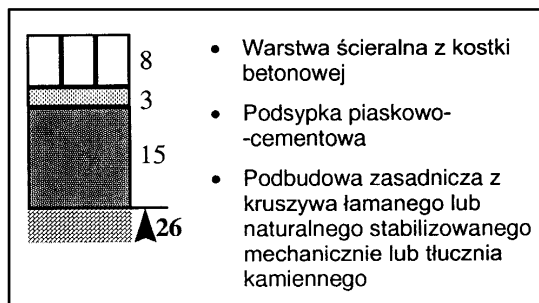 8
3
15
26
• Warstwa ścieralna z kostki
betonowej
• Podsypka piaskowo-
-cementowa
• Podbudowa zasadnicza z
kruszywa łamanego lub
naturalnego stabilizowanego
mechanicznie lub tłucznia
kamiennego